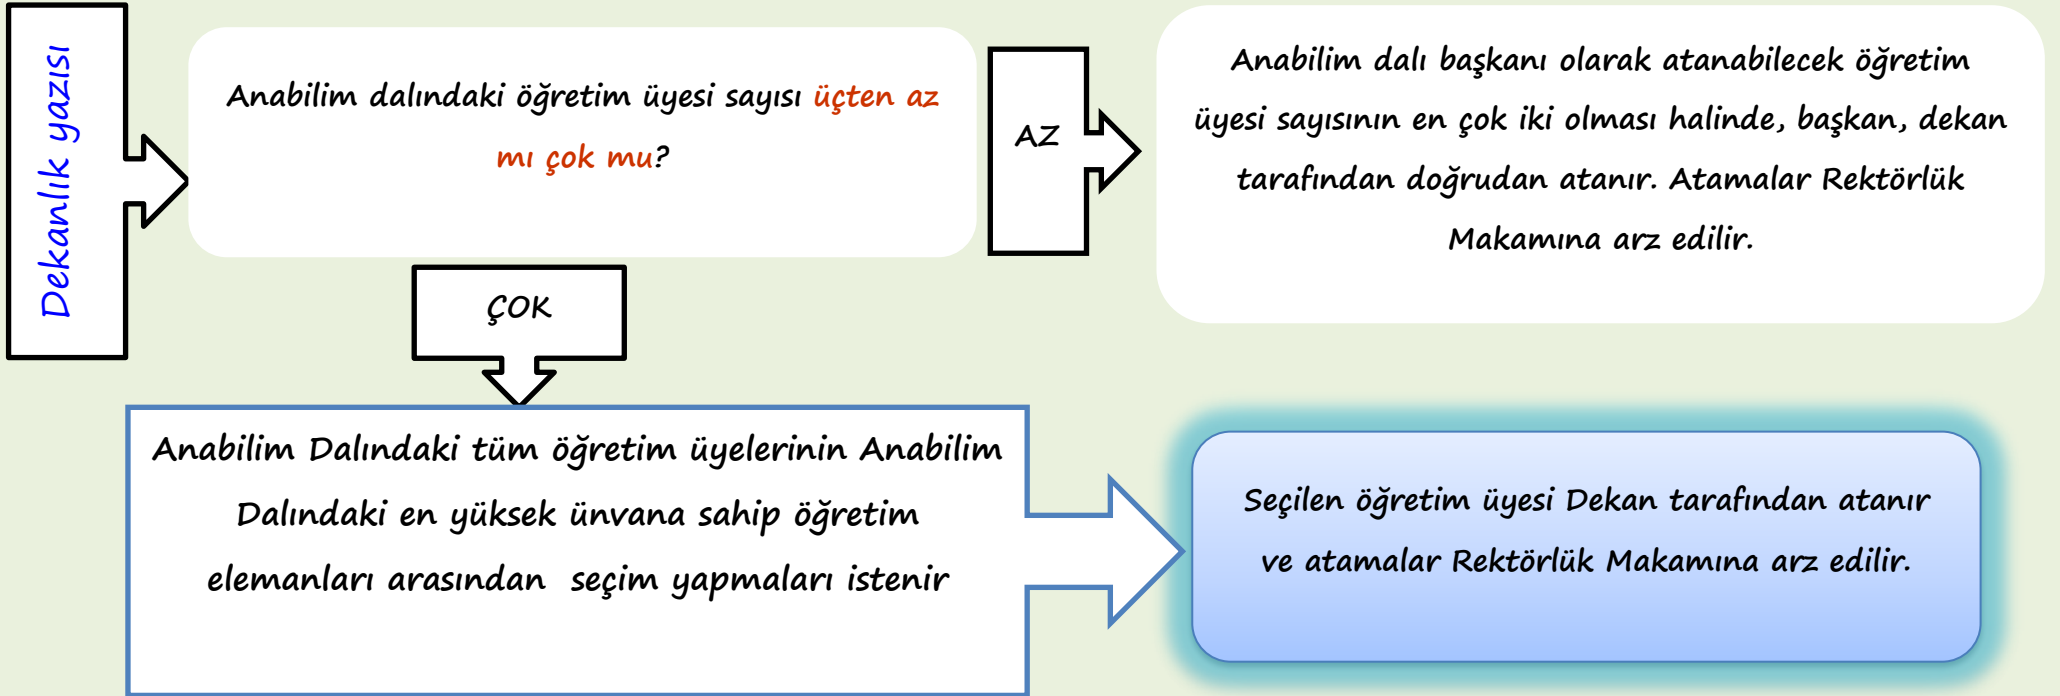 Dekanlık yazısı
Anabilim dalındaki öğretim üyesi sayısı üçten az
mı çok mu?
AZ
Anabilim dalı başkanı olarak atanabilecek öğretim
üyesi sayısının en çok iki olması halinde, başkan, dekan
tarafından doğrudan atanır. Atamalar Rektörlük
Makamına arz edilir.
ÇOK
Anabilim Dalındaki tüm öğretim üyelerinin Anabilim
Dalındaki en yüksek ünvana sahip öğretim
elemanları arasından seçim yapmaları istenir
Seçilen öğretim üyesi Dekan tarafından atanır
ve atamalar Rektörlük Makamına arz edilir.